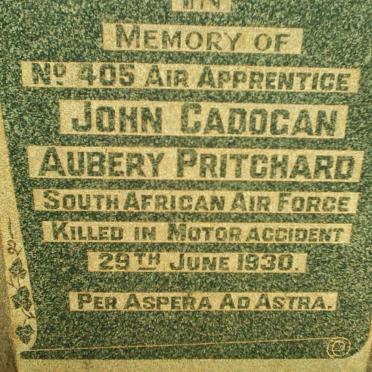 IN
MEMORY OF
No 405 AIR APPRENTICE
JOHN CADOGAN
AUBERY PRITCHARD
SOUTH AFRICAN AIR FORCE
KILLED IN MOTOR ACCIDENT
29TH JUNE 1930.
PER ASPERA AD ASTRA.